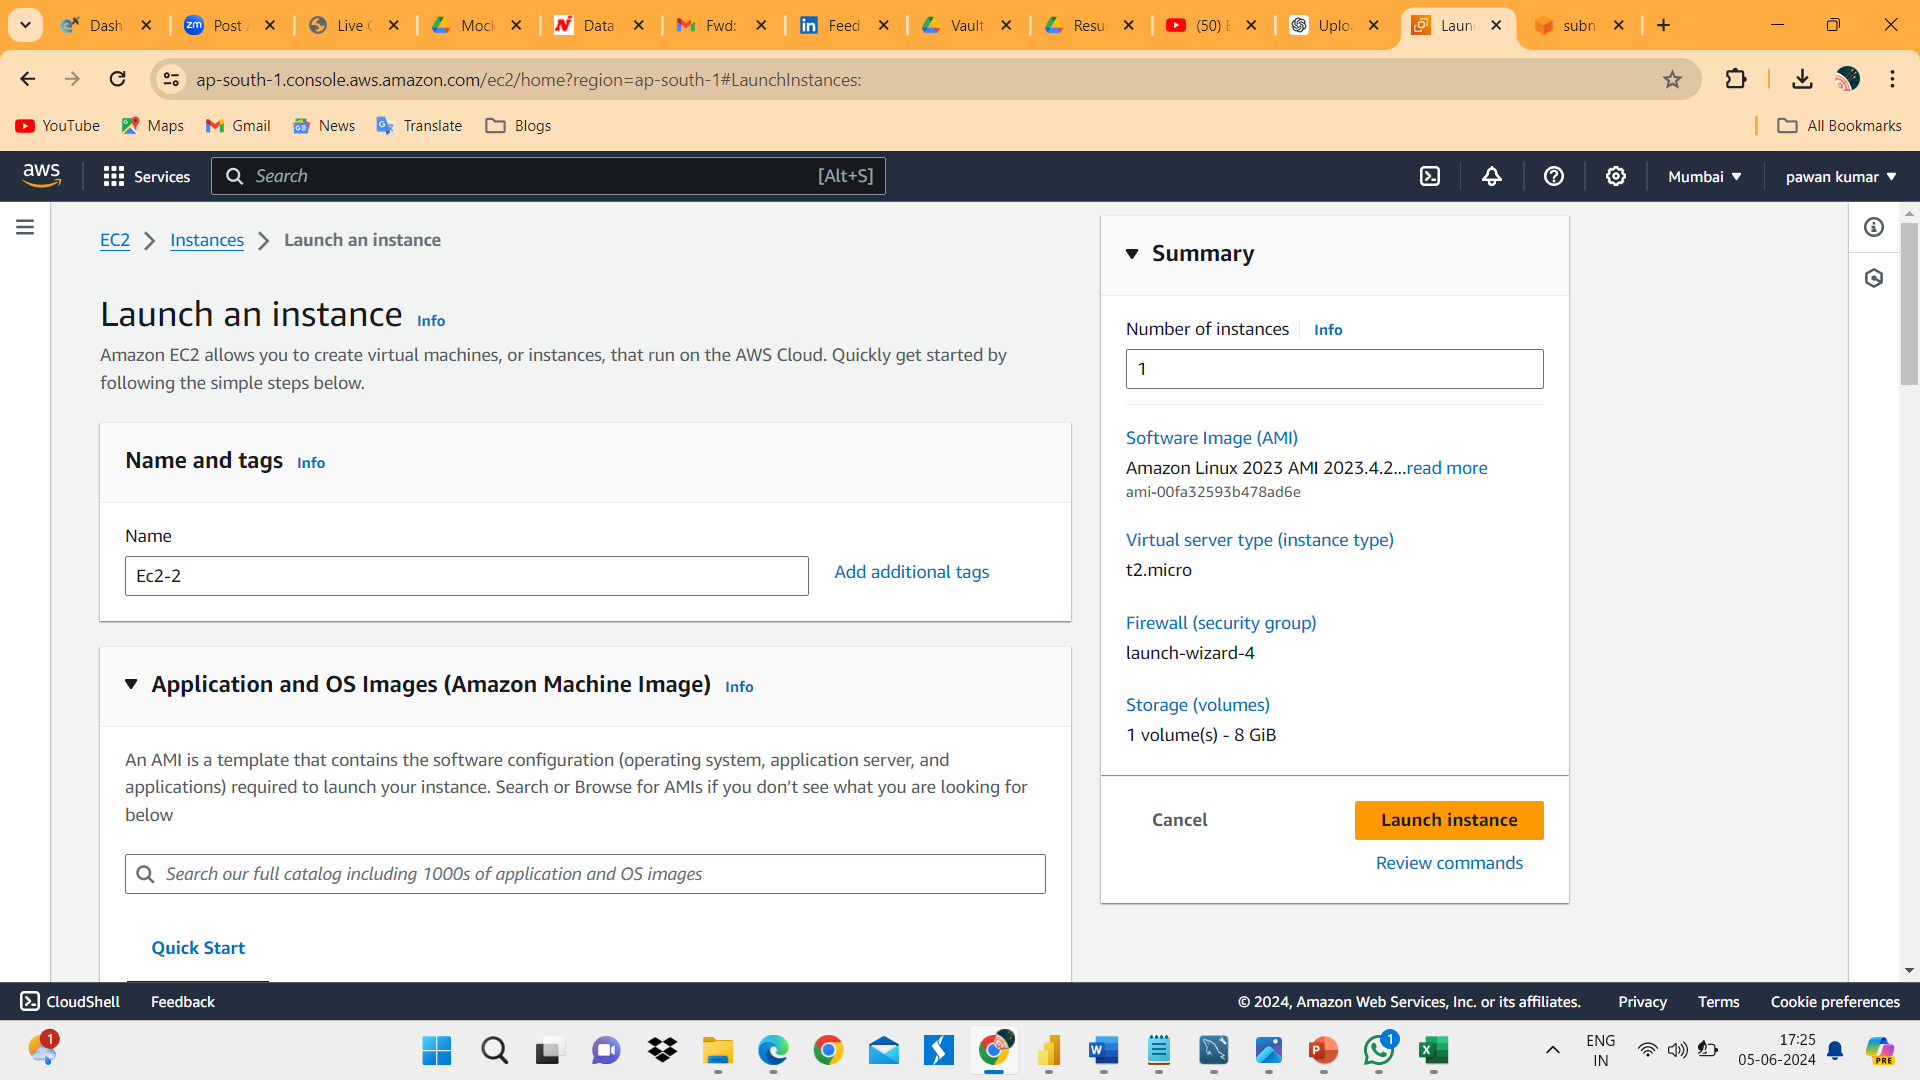 Dash
Post
Live
Mock
Data
Fwd:
Feed
Vault
Resu
(50)
Uplo
Laun
subn
ap-south-1.console.aws.amazon.com/ec2/home?region=ap-south-1#LaunchInstances:
YouTube
Maps
Gmail
News
Translate
Blogs
All Bookmarks
aws
Services
Search
[Alt+S]
Mumbai
pawan kumar
EC2
Instances
Launch an instance
Launch an instance Info
Amazon EC2 allows you to create virtual machines, or instances, that run on the AWS Cloud. Quickly get started by
following the simple steps below.
Name and tags Info
Name
Ec2-2
Add additional tags
Application and OS Images (Amazon Machine Image) Info
An AMI is a template that contains the software configuration (operating system, application server, and
applications) required to launch your instance. Search or Browse for AMIs if you don’t see what you are looking for
below
Search our full catalog including 1000s of application and OS images
Quick Start
Summary
Number of instances Info
1
Software Image (AMI)
Amazon Linux 2023 AMI 2023.4.2...read more
ami-00fa32593b478ad6e
Virtual server type (instance type)
t2.micro
Firewall (security group)
launch-wizard-4
Storage (volumes)
1 volume(s) - 8 GiB
Cancel
Launch instance
Review commands
CloudShell
Feedback
© 2024, Amazon Web Services, Inc. or its affiliates.
Privacy
Terms
Cookie preferences
1
1
ENG
IN
17:25
05-06-2024
PRE